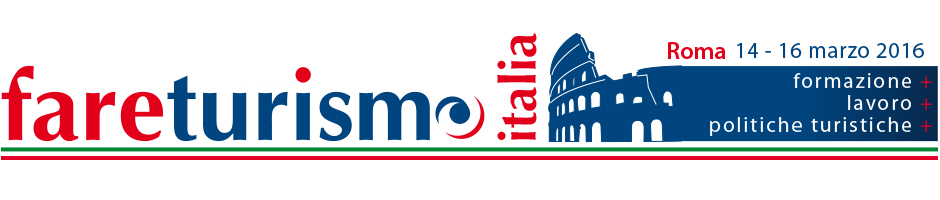 fareturismo
italia
Roma 14 - 16 marzo 2016
formazione +
lavoro +
politiche turistiche +